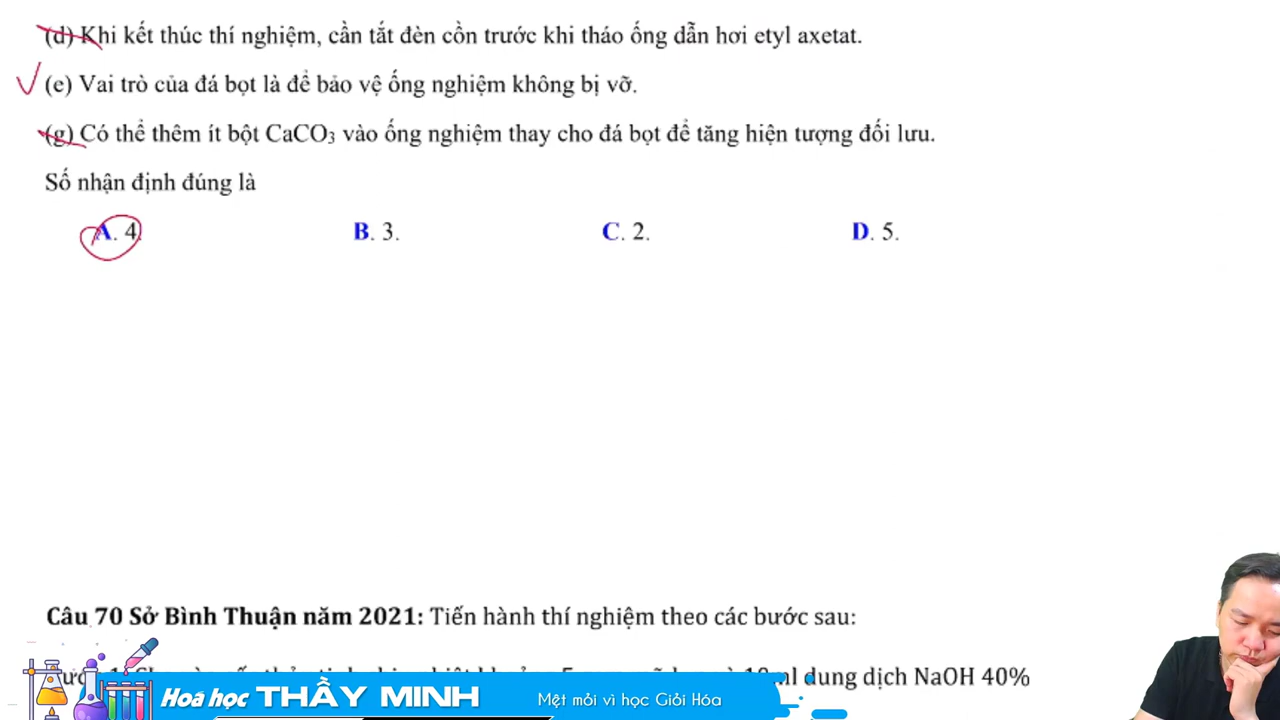 (d) Khi kết thúc thí nghiệm, cần tắt đèn cồn trước khi tháo ống dẫn hơi etyl axetat.
(e) Vai trò của đá bọt là để bảo vệ ống nghiệm không bị vỡ.
(g) Có thể thêm ít bột CaCO₃ vào ống nghiệm thay cho đá bọt để tăng hiện tượng đối lưu.
Số nhận định đúng là
A. 4. B. 3. C. 2. D. 5.
Câu 70 Sở Bình Thuận năm 2021: Tiến hành thí nghiệm theo các bước sau:
dung dịch NaOH 40%
Hoá học THẦY MINH Mệt mỏi vì học Giỏi Hóa